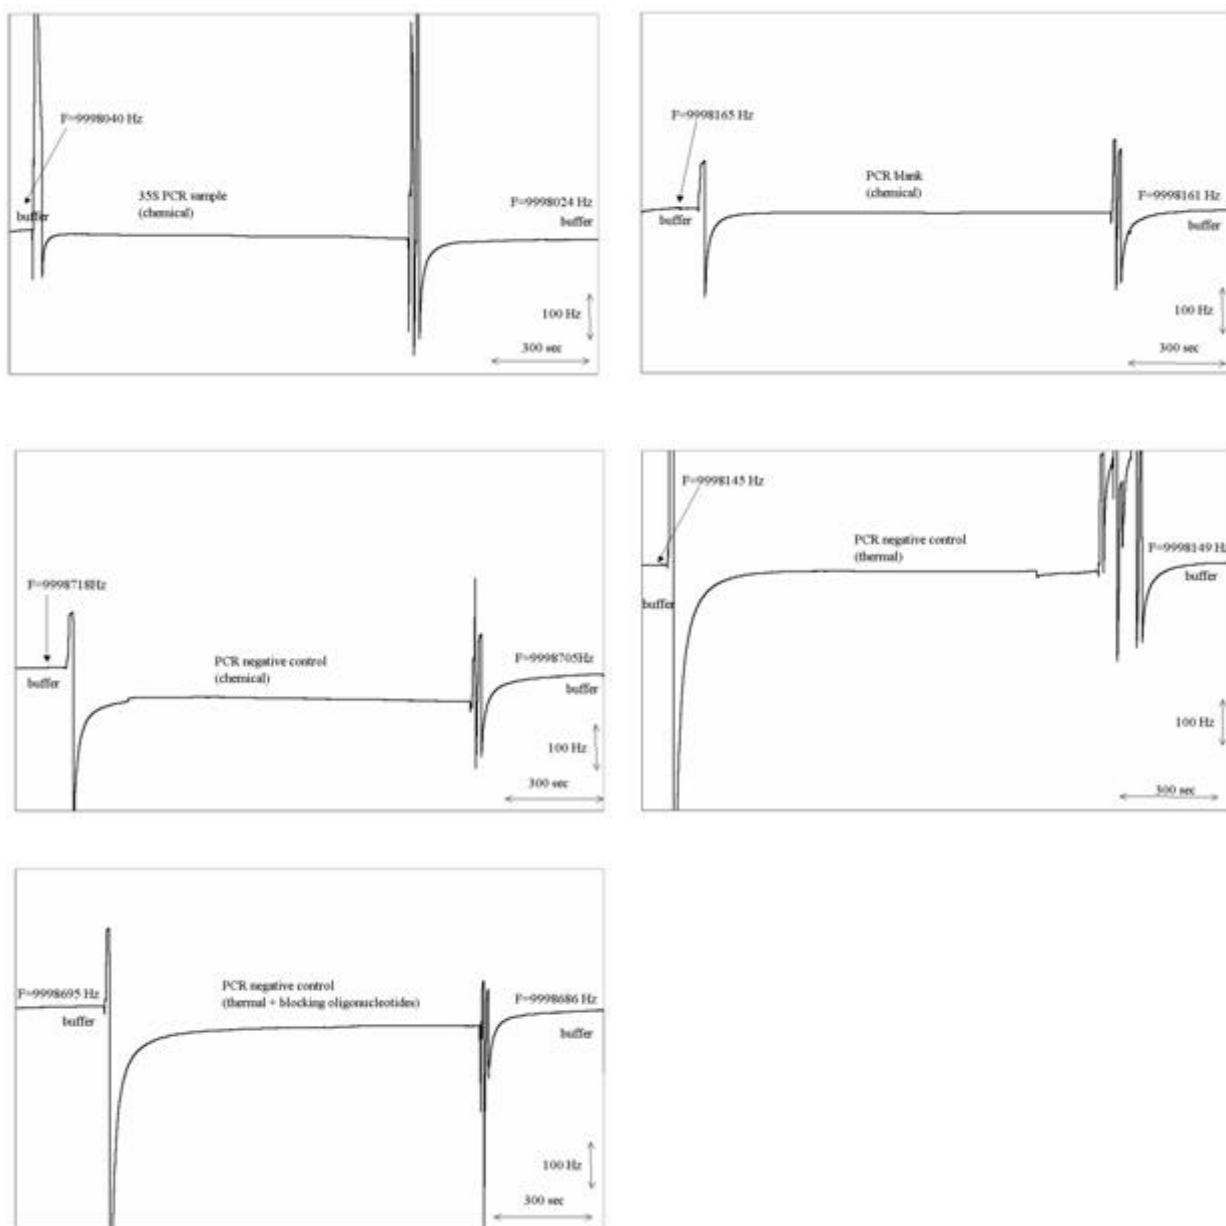 F=9998040 Hz
buffer
35S PCR sample
(chemical)
F=9998024 Hz
buffer
100 Hz
300 sec
F=9998165 Hz
buffer
PCR blank
(chemical)
F=9998161 Hz
buffer
100 Hz
300 sec
F=9998718Hz
buffer
PCR negative control
(chemical)
F=9998705Hz
buffer
100 Hz
300 sec
F=9998145 Hz
buffer
PCR negative control
(thermal)
F=9998149 Hz
buffer
100 Hz
300 sec
F=9998695 Hz
buffer
PCR negative control
(thermal + blocking oligonucleotides)
F=9998686 Hz
buffer
100 Hz
300 sec